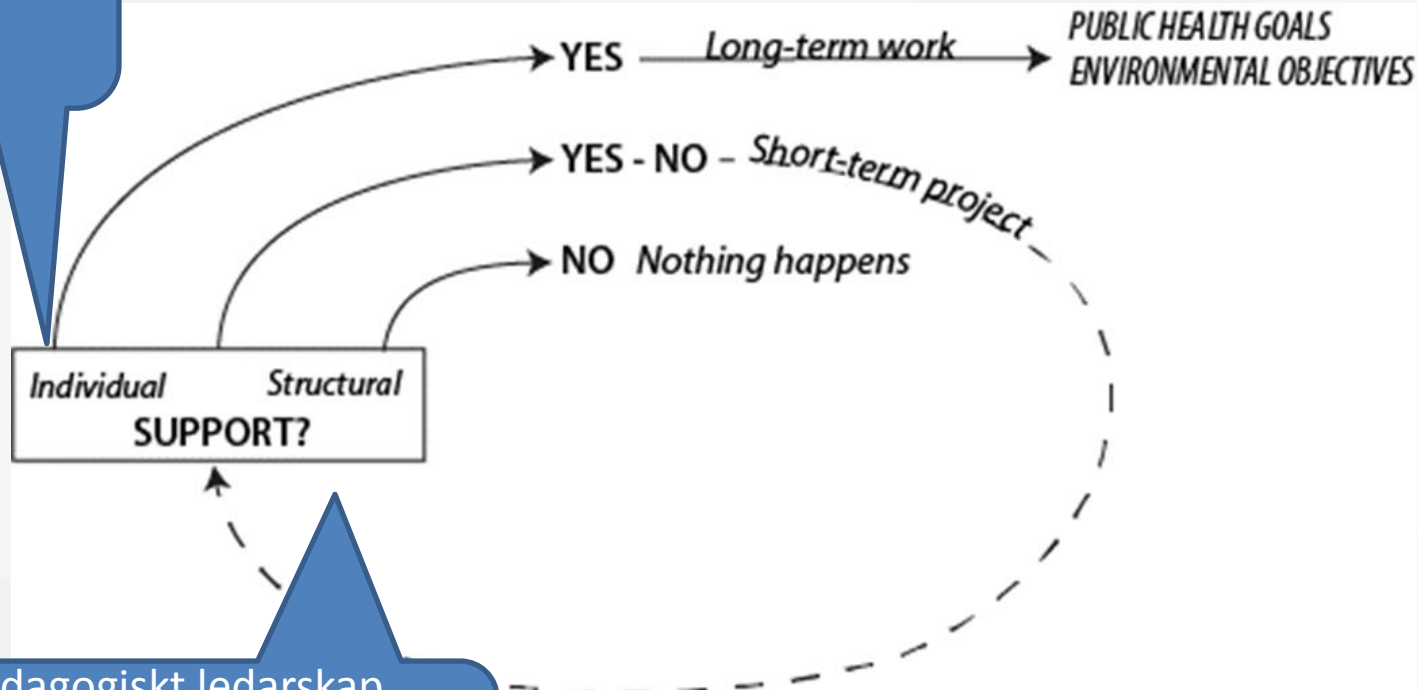 PUBLIC HEALTH GOALS
YES Long-term work ENVIRONMENTAL OBJECTIVES
YES - NO - Short-term project
NO Nothing happens
Individual Structural
SUPPORT?
ledarskap